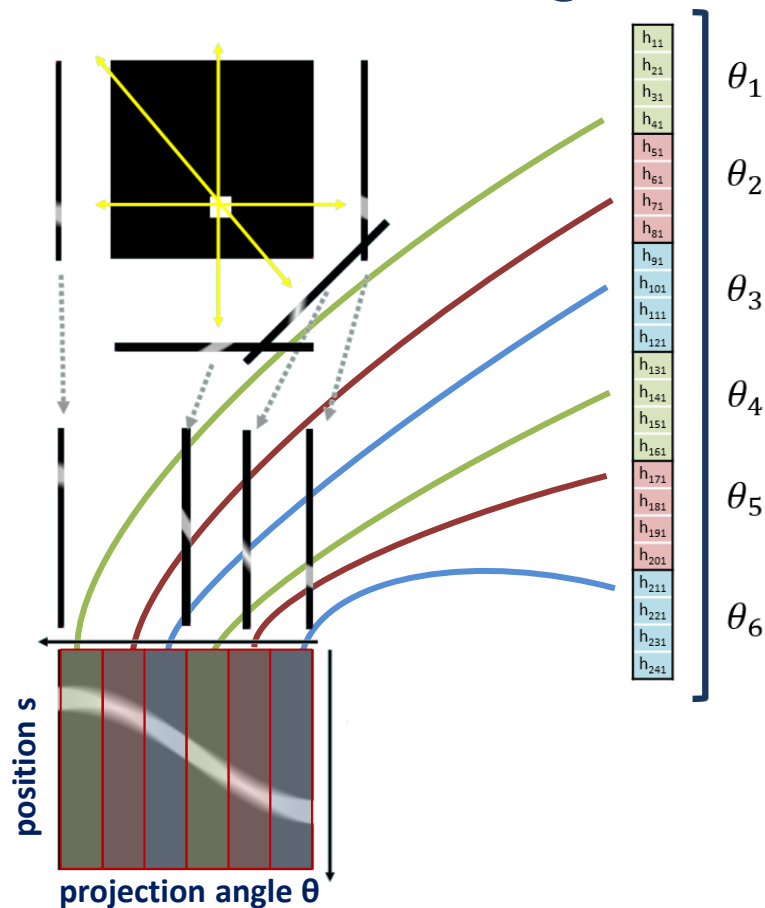 h₁₁
h₂₁
h₃₁
h₄₁
h₅₁
h₆₁
h₇₁
h₈₁
h₉₁
h₁₀₁
h₁₁₁
h₁₂₁
h₁₃₁
h₁₄₁
h₁₅₁
h₁₆₁
h₁₇₁
h₁₈₁
h₁₉₁
h₂₀₁
h₂₁₁
h₂₂₁
h₂₃₁
h₂₄₁
θ₁
θ₂
θ₃
θ₄
θ₅
θ₆
position s
projection angle θ